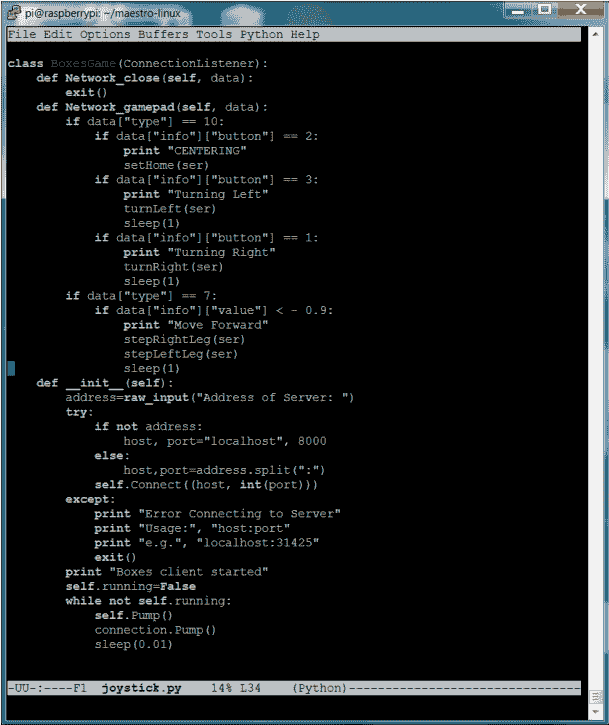 pi@raspberrypi: ~/maestro-linux
File Edit Options Buffers Tools Python Help
class BoxesGame(ConnectionListener):
    def Network_close(self, data):
        exit()
    def Network_gamepad(self, data):
        if data["type"] == 10:
            if data["info"]["button"] == 2:
                print "CENTERING"
                setHome(ser)
            if data["info"]["button"] == 3:
                print "Turning Left"
                turnLeft(ser)
                sleep(1)
            if data["info"]["button"] == 1:
                print "Turning Right"
                turnRight(ser)
                sleep(1)
        if data["type"] == 7:
            if data["info"]["value"] < - 0.9:
                print "Move Forward"
                stepRightLeg(ser)
                stepLeftLeg(ser)
                sleep(1)
    def __init__(self):
        address=raw_input("Address of Server: ")
        try:
            if not address:
                host, port="localhost", 8000
            else:
                host,port=address.split(":")
            self.Connect((host, int(port)))
        except:
            print "Error Connecting to Server"
            print "Usage:", "host:port"
            print "e.g.", "localhost:31425"
            exit()
        print "Boxes client started"
        self.running=False
        while not self.running:
            self.Pump()
            connection.Pump()
            sleep(0.01)
-UU-:----F1  joystick.py    14% L34    (Python)--------------------------------